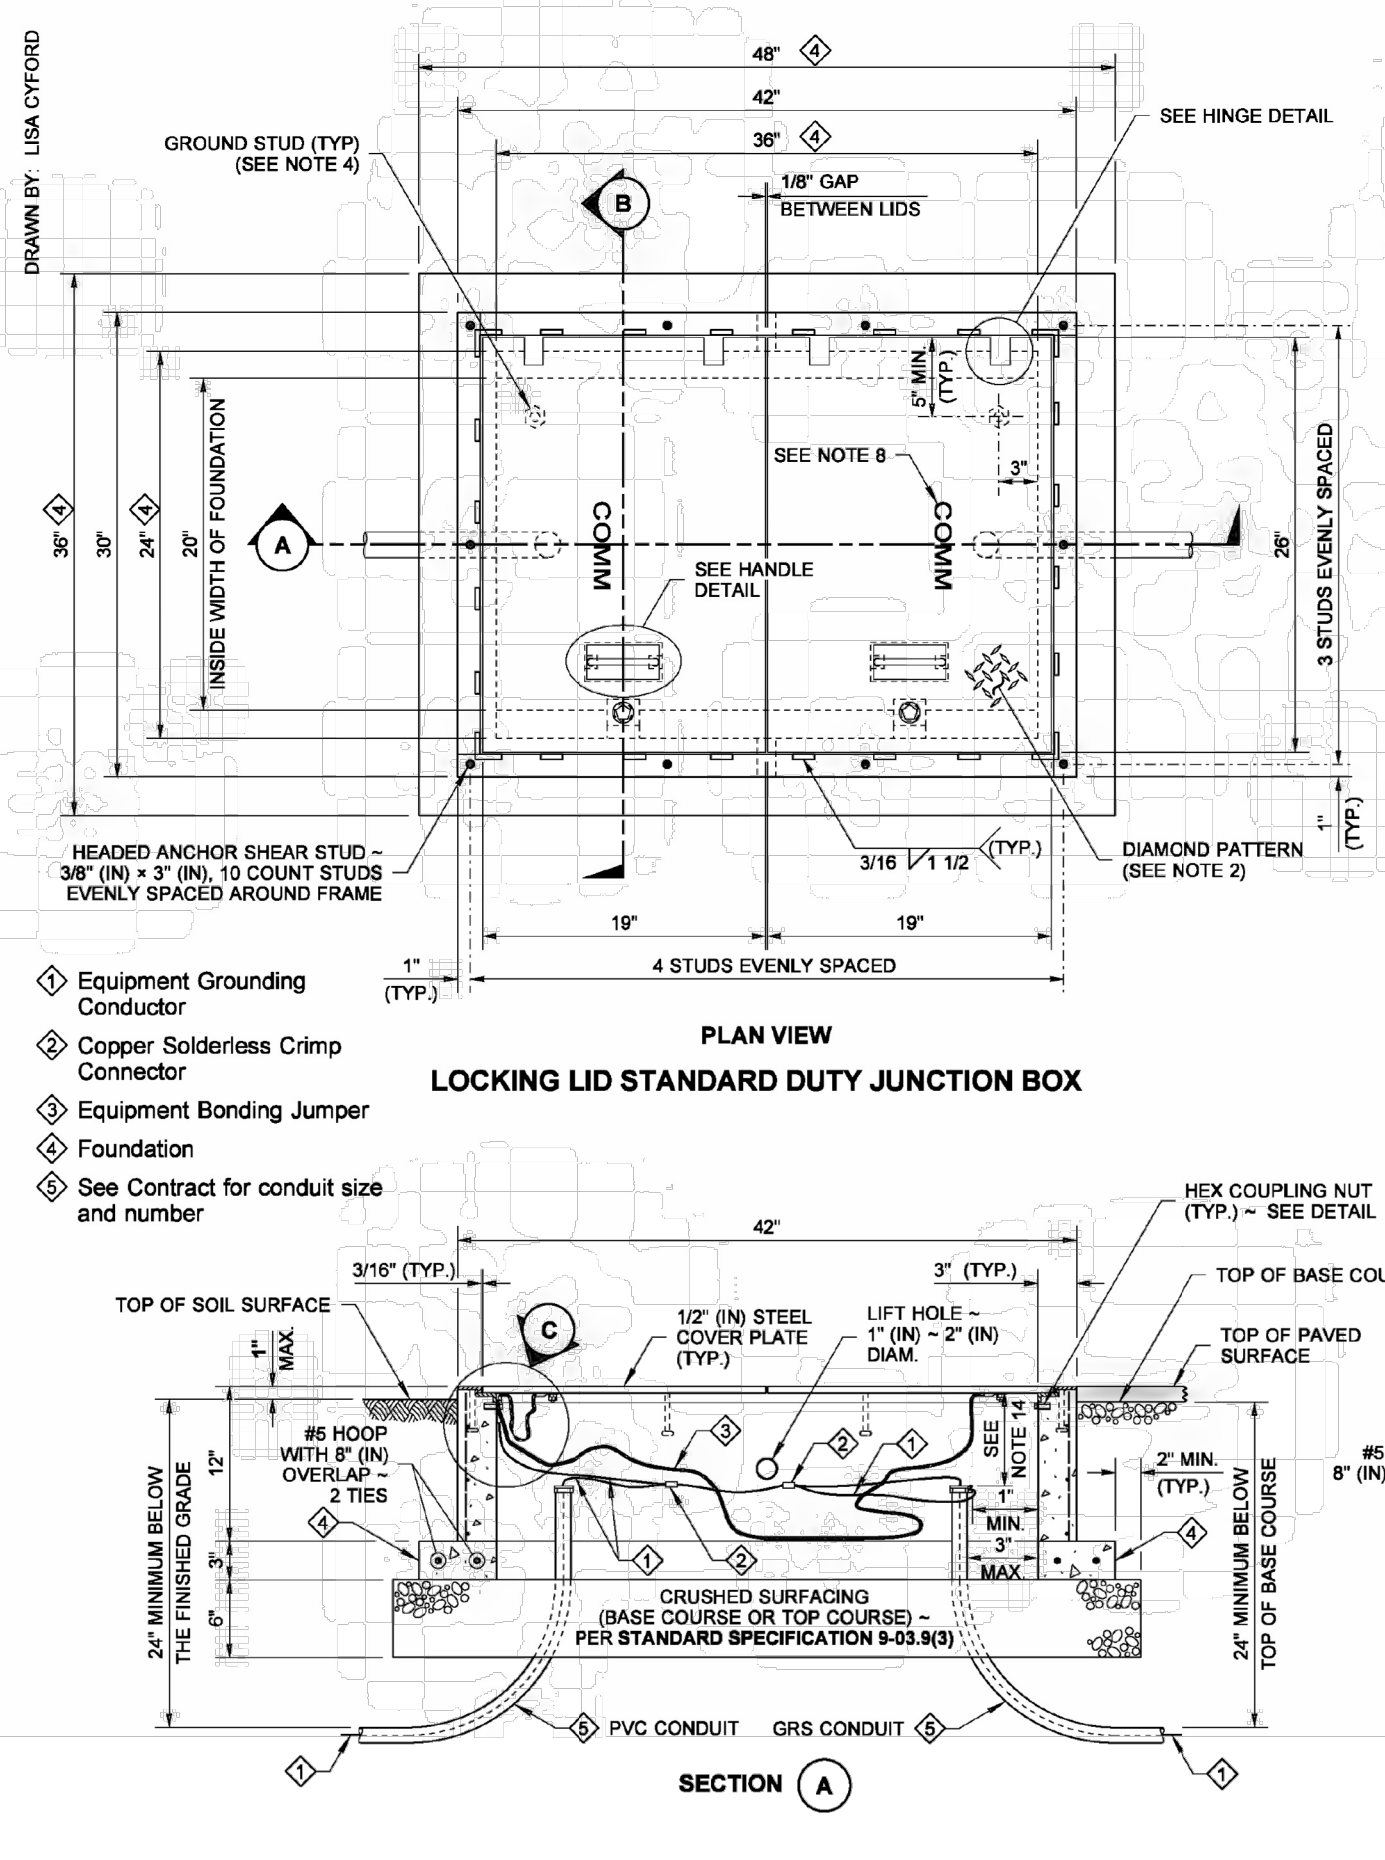 DRAWN BY: LISA CYFORD
48" 4
42"
36" 4
SEE HINGE DETAIL
GROUND STUD (TYP)
(SEE NOTE 4)
1/8" GAP
BETWEEN LIDS
B
5" MIN.
(TYP.)
SEE NOTE 8
3"
COMM
COMM
SEE HANDLE
DETAIL
36" 4
30"
24" 4
20"
INSIDE WIDTH OF FOUNDATION
A
26"
3 STUDS EVENLY SPACED
1"
(TYP.)
HEADED ANCHOR SHEAR STUD ~
3/8" (IN) × 3" (IN), 10 COUNT STUDS
EVENLY SPACED AROUND FRAME
3/16 1 1/2 (TYP.)
DIAMOND PATTERN
(SEE NOTE 2)
19"
19"
1"
(TYP.)
4 STUDS EVENLY SPACED
PLAN VIEW
LOCKING LID STANDARD DUTY JUNCTION BOX
1 Equipment Grounding
Conductor
2 Copper Solderless Crimp
Connector
3 Equipment Bonding Jumper
4 Foundation
5 See Contract for conduit size
and number
HEX COUPLING NUT
(TYP.) ~ SEE DETAIL
42"
3/16" (TYP.)
3" (TYP.)
TOP OF BASE COU
TOP OF SOIL SURFACE
1"
MAX.
C
1/2" (IN) STEEL
COVER PLATE
(TYP.)
LIFT HOLE ~
1" (IN) ~ 2" (IN)
DIAM.
TOP OF PAVED
SURFACE
#5 HOOP
WITH 8" (IN)
OVERLAP ~
2 TIES
3
2
1
SEE
NOTE 14
2" MIN.
(TYP.)
#5
8" (IN)
24" MINIMUM BELOW
THE FINISHED GRADE
12"
3"
6"
4
1
2
1"
MIN.
3"
MAX.
4
24" MINIMUM BELOW
TOP OF BASE COURSE
CRUSHED SURFACING
(BASE COURSE OR TOP COURSE) ~
PER STANDARD SPECIFICATION 9-03.9(3)
5 PVC CONDUIT
GRS CONDUIT 5
1
1
SECTION A